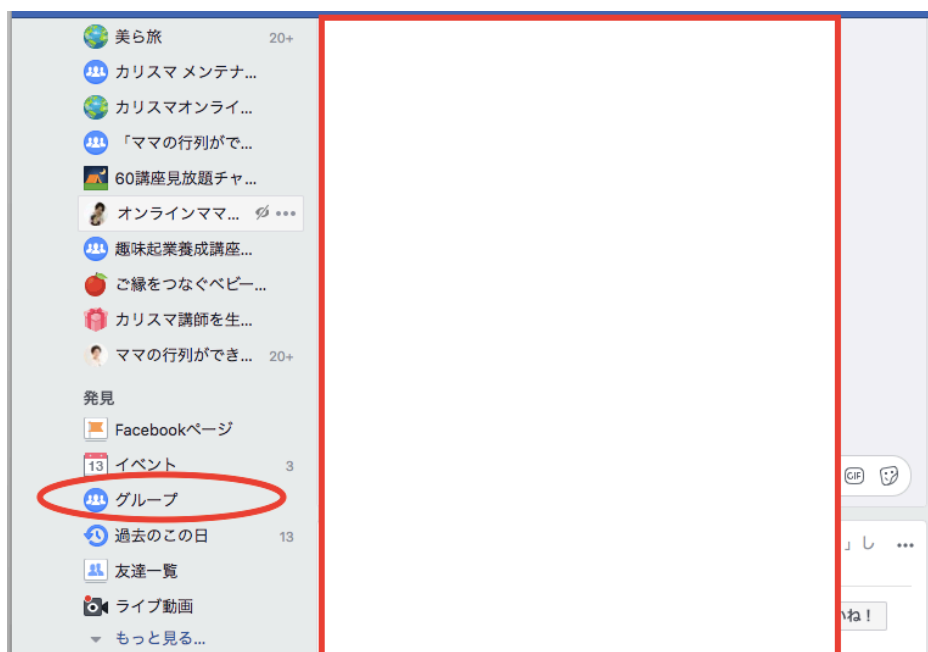 美ら旅 20+
カリスマ メンテナ...
カリスマオンライ...
「ママの行列がで...
60講座見放題チャ...
オンラインママ...
趣味起業養成講座...
ご縁をつなぐベビー...
カリスマ講師を生...
ママの行列ができ... 20+
発見
Facebookページ
13 イベント 3
グループ
GIF
過去のこの日 13
」し
友達一覧
ライブ動画
いね！
もっと見る...